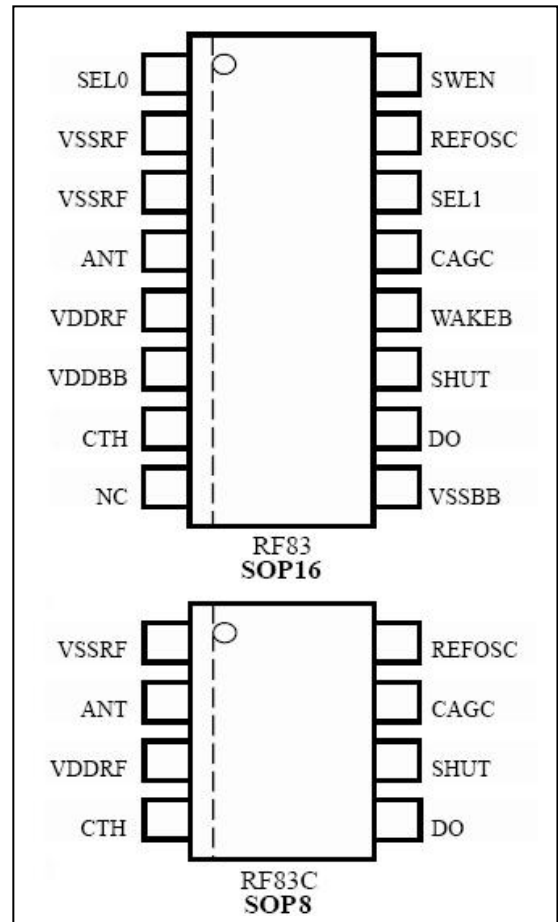 SEL0 SWEN
VSSRF REFOSC
VSSRF SEL1
ANT CAGC
VDDRF WAKEB
VDDBB SHUT
CTH DO
NC VSSBB
RF83
SOP16
VSSRF REFOSC
ANT CAGC
VDDRF SHUT
CTH DO
RF83C
SOP8